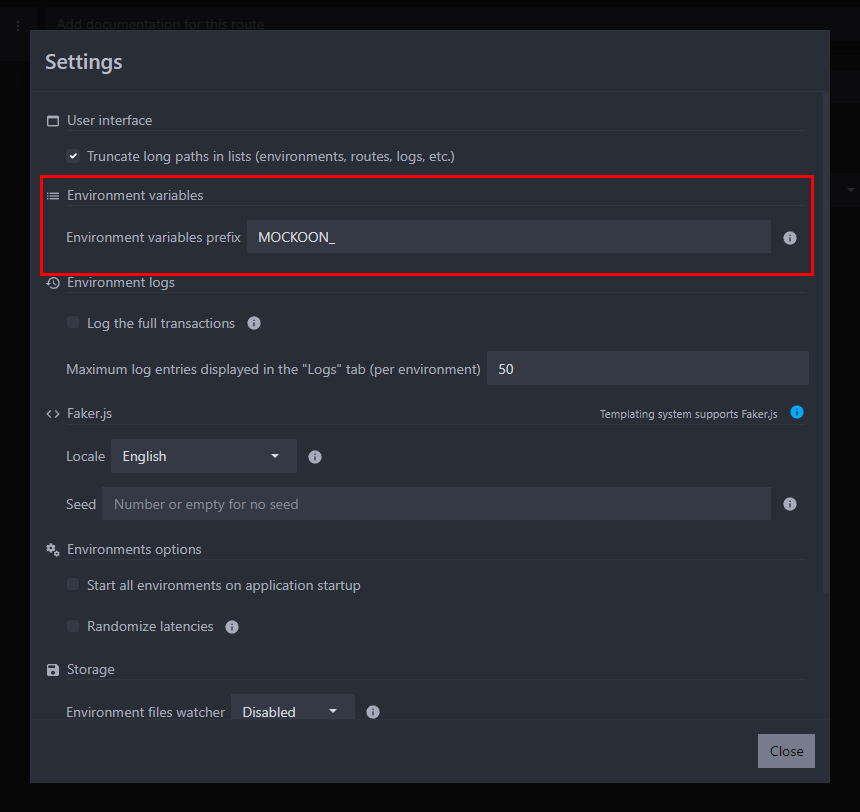 Add documentation for this route
Settings
User interface
Truncate long paths in lists (environments, routes, logs, etc.)
Environment variables
Environment variables prefix MOCKOON_
Environment logs
Log the full transactions
Maximum log entries displayed in the "Logs" tab (per environment) 50
Faker.js Templating system supports Faker.js
Locale English
Seed Number or empty for no seed
Environments options
Start all environments on application startup
Randomize latencies
Storage
Environment files watcher Disabled
Close